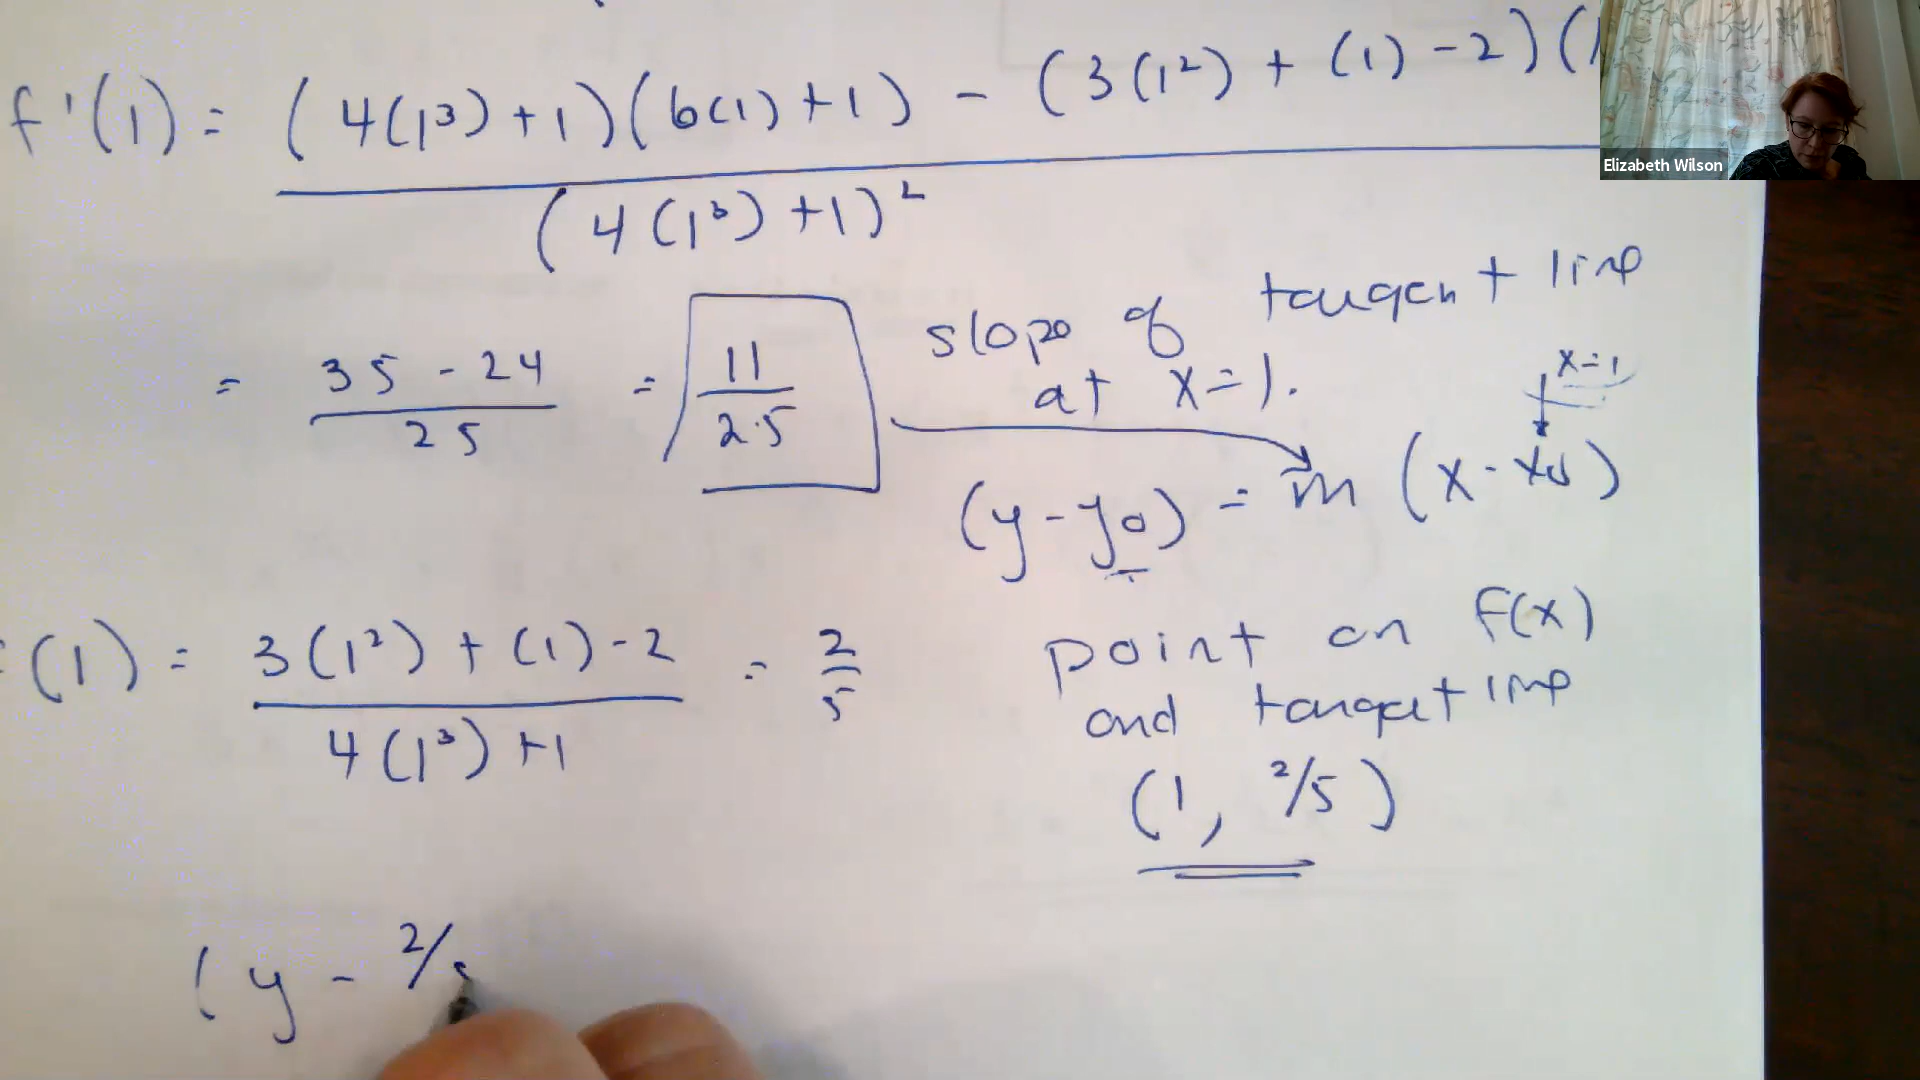 f'(1) = (4(1³)+1)(6(1)+1) - (3(1²)+(1)-2)(
(4(1³)+1)²
Elizabeth Wilson
= 35-24 / 25 = 11 / 25
slope of tangent line
at x=1.
x=1
(y-y₀) = m(x-x₀)
(1) = 3(1²)+(1)-2 / 4(1³)+1 = 2/5
point on f(x)
and tanget line
(1, 2/5)
(y - 2/